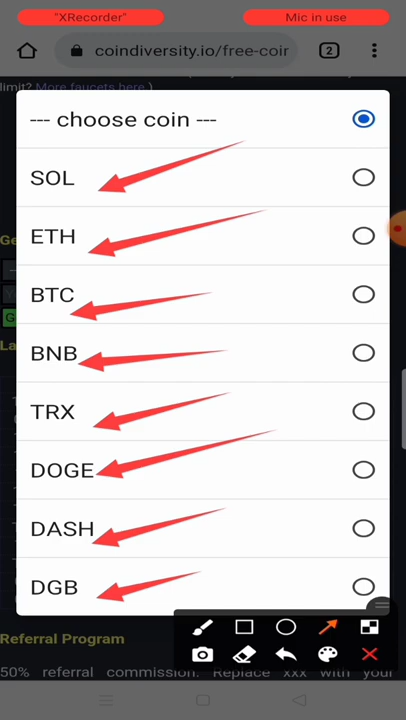 "XRecorder"
Mic in use
coindiversity.io/free-coir
2
limit? More faucets here.)
--- choose coin ---
SOL
ETH
BTC
BNB
TRX
DOGE
DASH
DGB
Referral Program
50% referral commission. Replace xxx with your